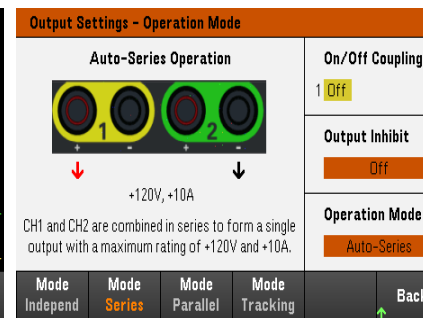 Output Settings - Operation Mode
Auto-Series Operation
1
2
+ - + -
+120V, +10A
CH1 and CH2 are combined in series to form a single
output with a maximum rating of +120V and +10A.
On/Off Coupling
1 Off
Output Inhibit
Off
Operation Mode
Auto-Series
Mode Mode Mode Mode
Independ Series Parallel Tracking
Back